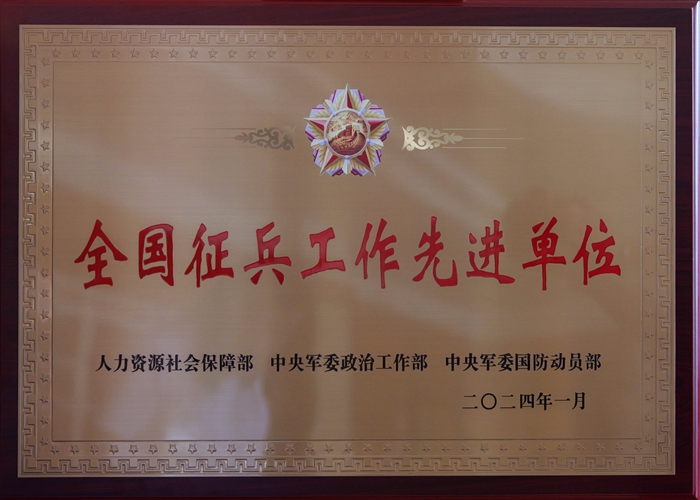 全国征兵工作先进单位
人力资源社会保障部 中央军委政治工作部 中央军委国防动员部
二〇二四年一月